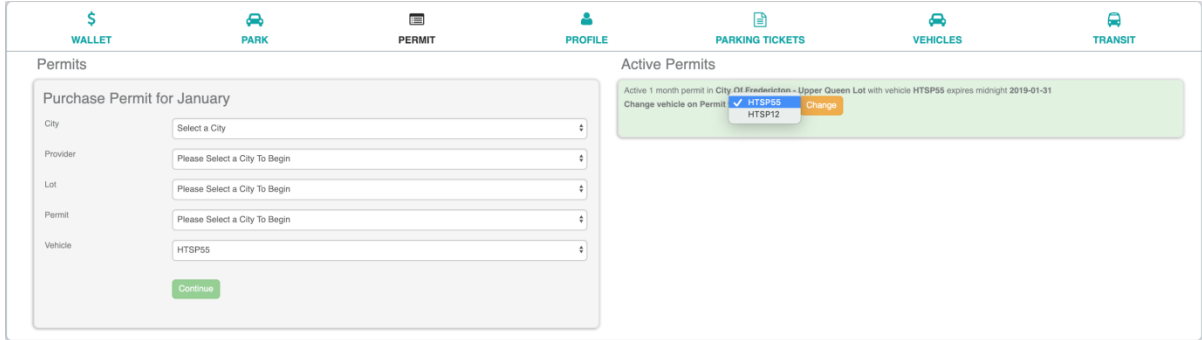 $
WALLET
PARK
PERMIT
PROFILE
PARKING TICKETS
VEHICLES
TRANSIT
Permits
Purchase Permit for January
City
Select a City
Provider
Please Select a City To Begin
Lot
Please Select a City To Begin
Permit
Please Select a City To Begin
Vehicle
HTSP55
Continue
Active Permits
Active 1 month permit in City Of Fredericton - Upper Queen Lot with vehicle HTSP55 expires midnight 2019-01-31
Change vehicle on Permit ✓ HTSP55 Change
HTSP12